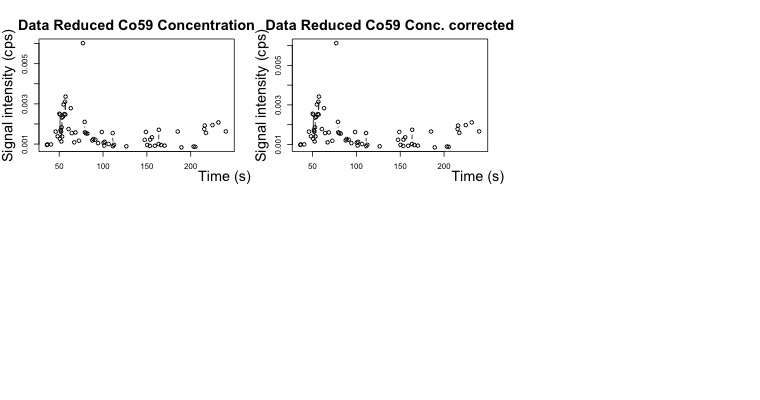 Data Reduced Co59 Concentration
Signal intensity (cps)
0.005
0.003
0.001
50
100
150
200
Time (s)
Data Reduced Co59 Conc. corrected
Signal intensity (cps)
0.005
0.003
0.001
50
100
150
200
Time (s)